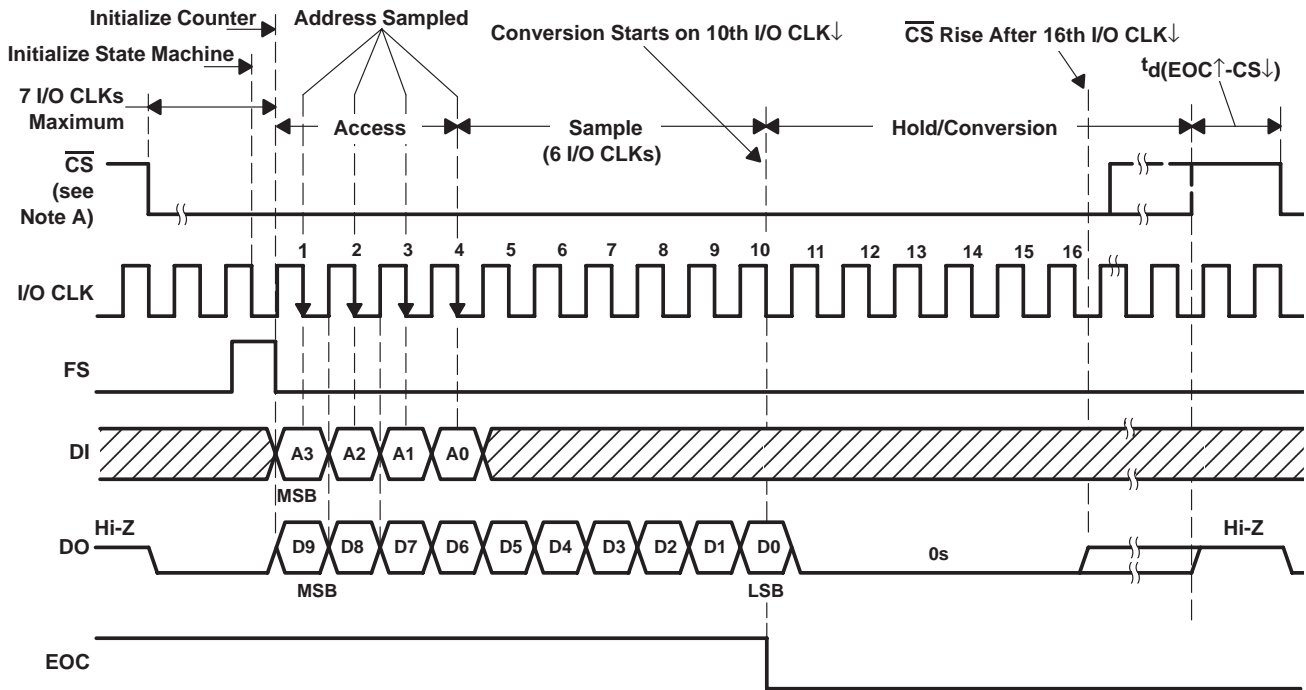 Initialize Counter
Address Sampled
Conversion Starts on 10th I/O CLK↓
CS Rise After 16th I/O CLK↓
Initialize State Machine
td(EOC↑-CS↓)
7 I/O CLKs
Maximum
Access
Sample
(6 I/O CLKs)
Hold/Conversion
CS
(see
Note A)
1 2 3 4 5 6 7 8 9 10 11 12 13 14 15 16
I/O CLK
FS
DI
A3 A2 A1 A0
MSB
Hi-Z
Hi-Z
DO
D9 D8 D7 D6 D5 D4 D3 D2 D1 D0
0s
MSB
LSB
EOC